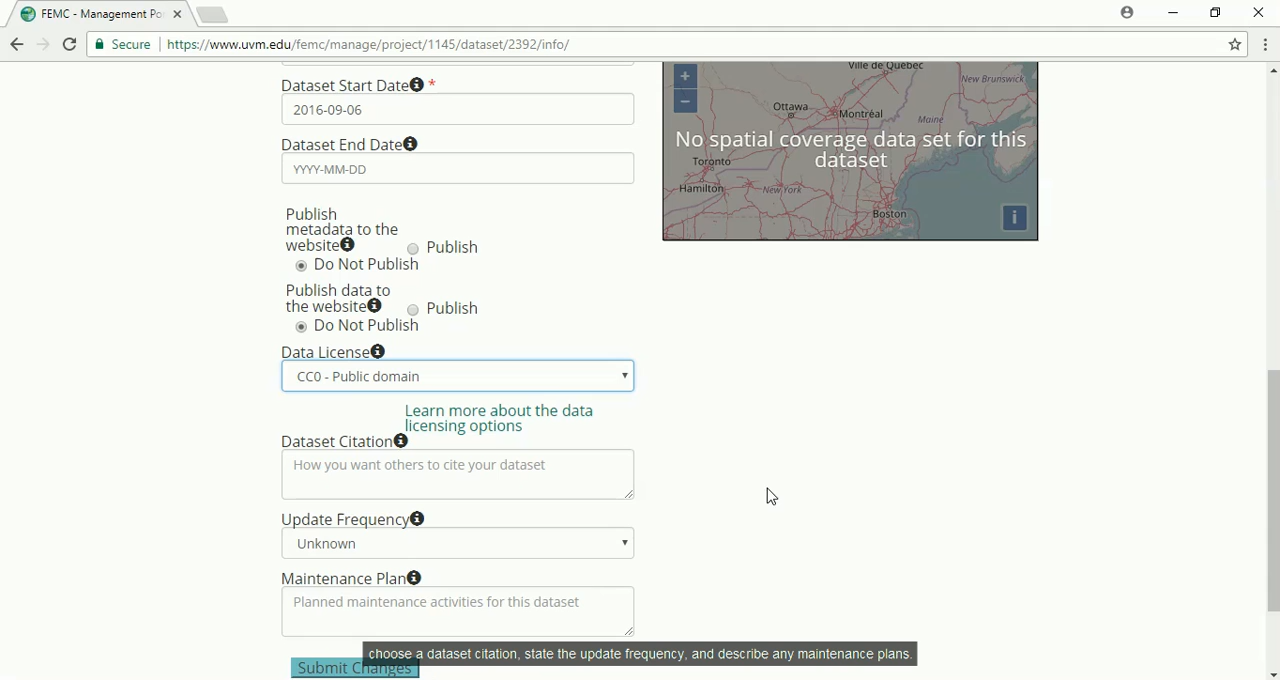 FEMC - Management Po
Secure
https://www.uvm.edu/femc/manage/project/1145/dataset/2392/info/
Dataset Start Date *
2016-09-06
Dataset End Date
YYYY-MM-DD
Publish
metadata to the
website
Publish
Do Not Publish
Publish data to
the website
Publish
Do Not Publish
Data License
CC0 - Public domain
Learn more about the data
licensing options
Dataset Citation
How you want others to cite your dataset
Update Frequency
Unknown
Maintenance Plan
Planned maintenance activities for this dataset
Submit Changes
choose a dataset citation, state the update frequency, and describe any maintenance plans.
+
−
Ville de Québec
New Brunswick
Ottawa
Montréal
Maine
No spatial coverage data set for this
dataset
Toronto
Hamilton
New York
Boston
i